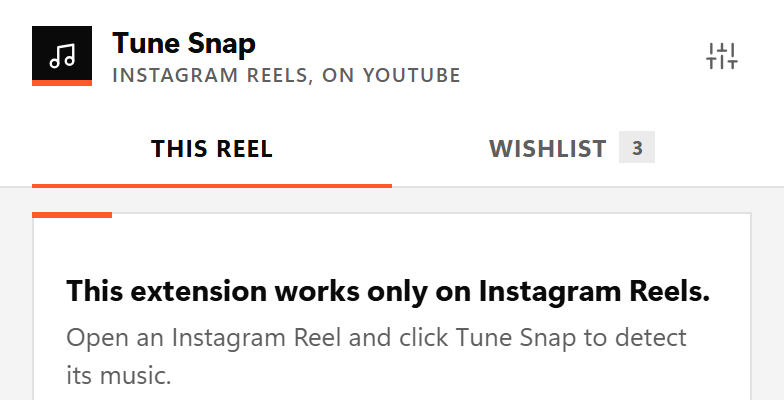 Tune Snap
INSTAGRAM REELS, ON YOUTUBE
THIS REEL
WISHLIST 3
This extension works only on Instagram Reels.
Open an Instagram Reel and click Tune Snap to detect
its music.